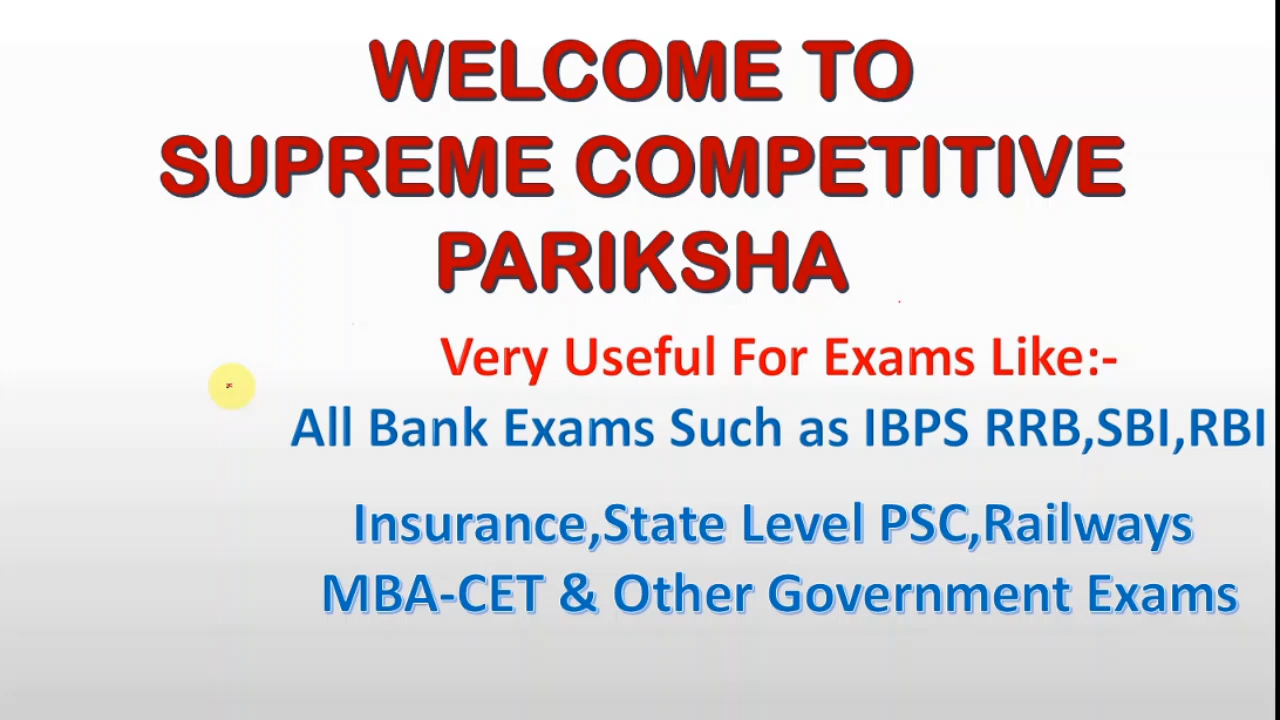 WELCOME TO
SUPREME COMPETITIVE
PARIKSHA
Very Useful For Exams Like:-
All Bank Exams Such as IBPS RRB,SBI,RBI
Insurance,State Level PSC,Railways
MBA-CET & Other Government Exams